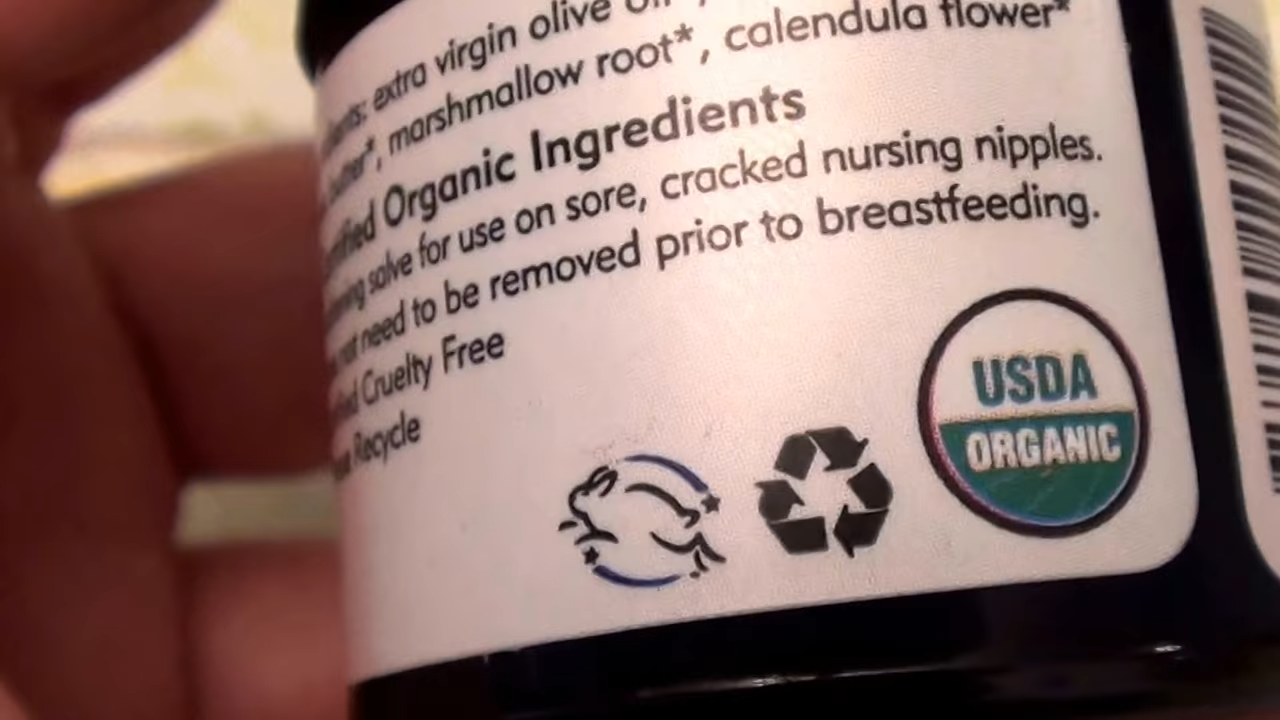 extra virgin olive
marshmallow root*, calendula flower*
Organic Ingredients
salve for use on sore, cracked nursing nipples.
not need to be removed prior to breastfeeding.
Cruelty Free
Recycle
USDA
ORGANIC